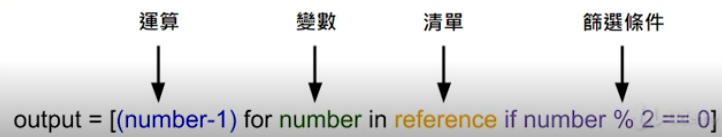 運算 變數 清單 篩選條件
output = [(number-1) for number in reference if number % 2 == 0]